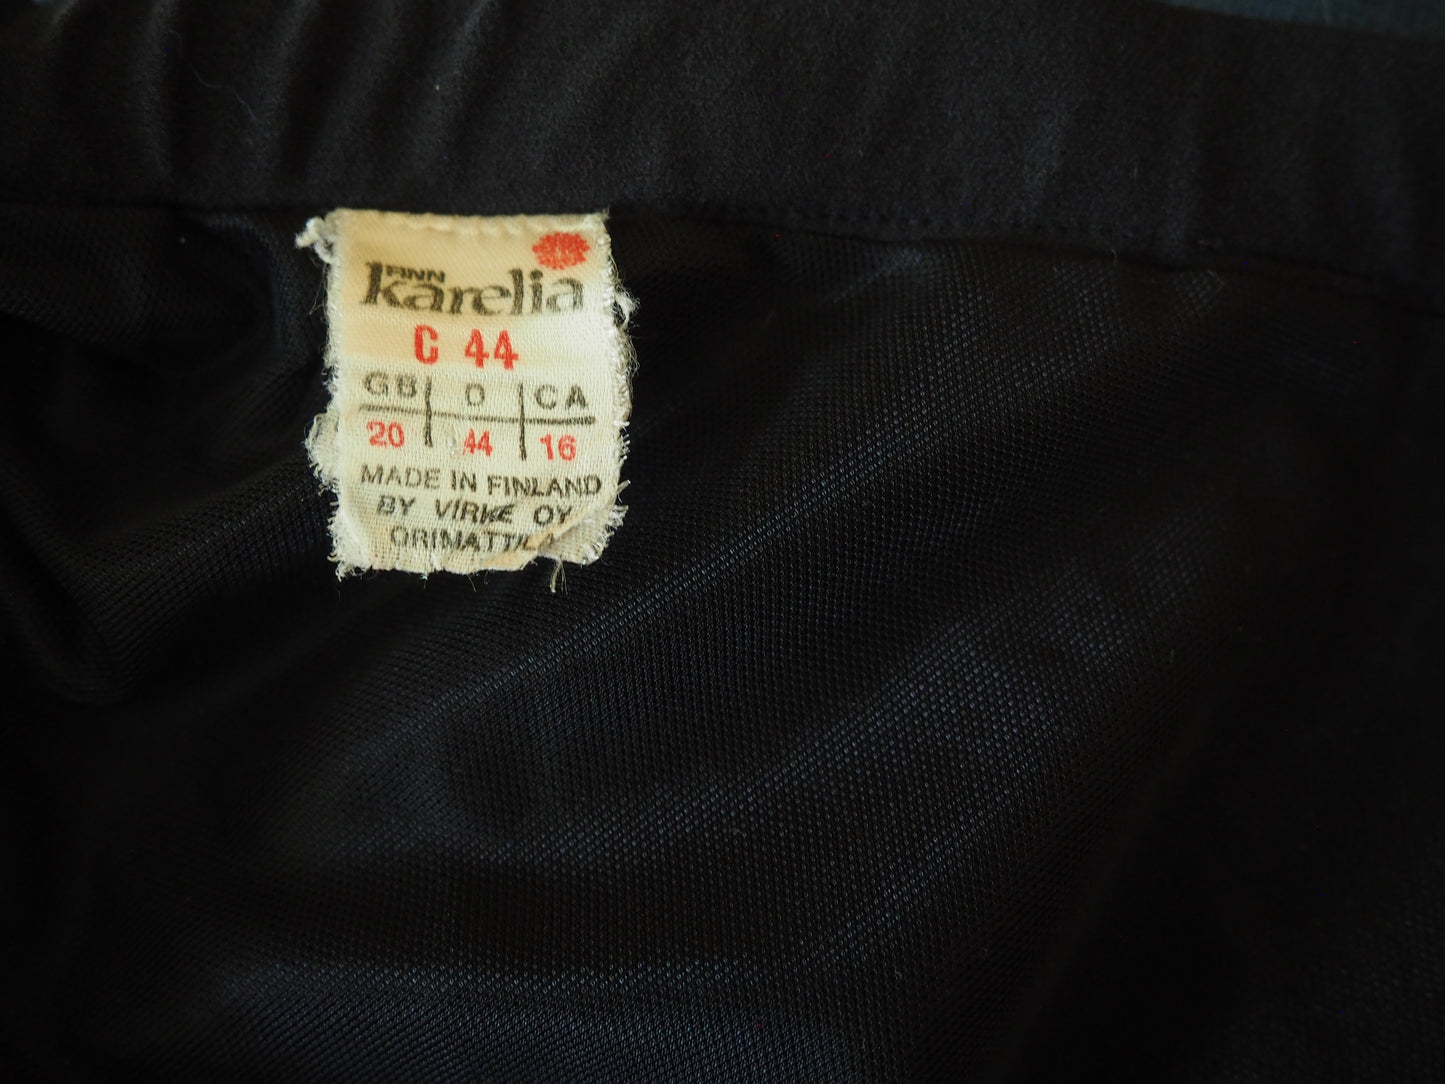 FINN
karelia
C 44
GB D CA
20 44 16
MADE IN FINLAND
BY VIRKE OY
ORIMATTILA